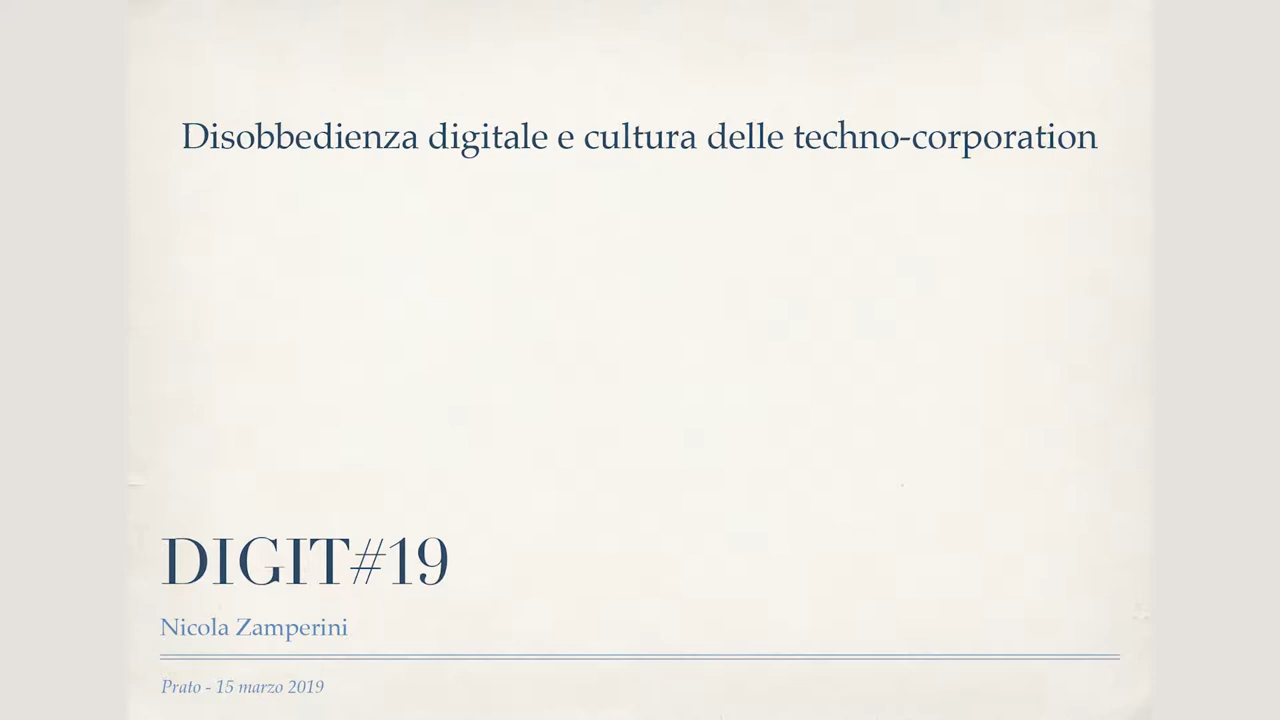 Disobbedienza digitale e cultura delle techno-corporation
DIGIT#19
Nicola Zamperini
Prato - 15 marzo 2019